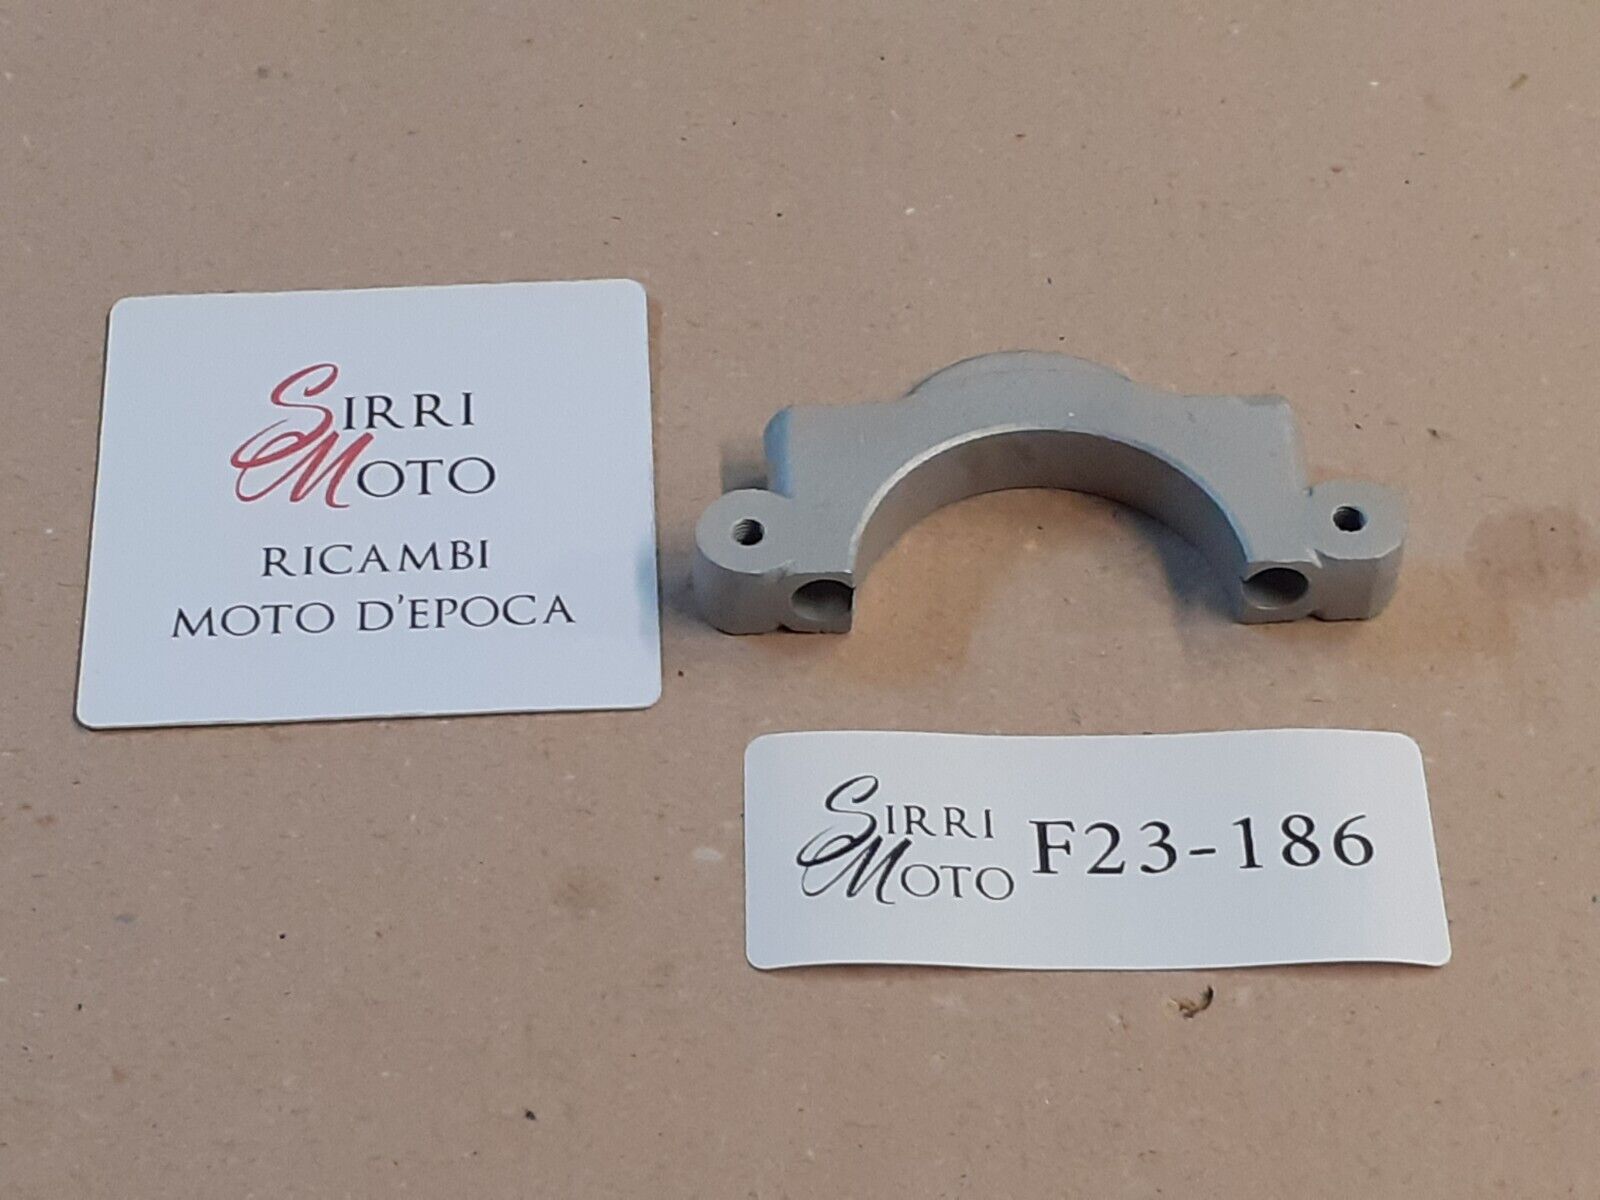 SIRRI
MOTO
RICAMBI
MOTO D'EPOCA
SIRRI
MOTO
F23-186